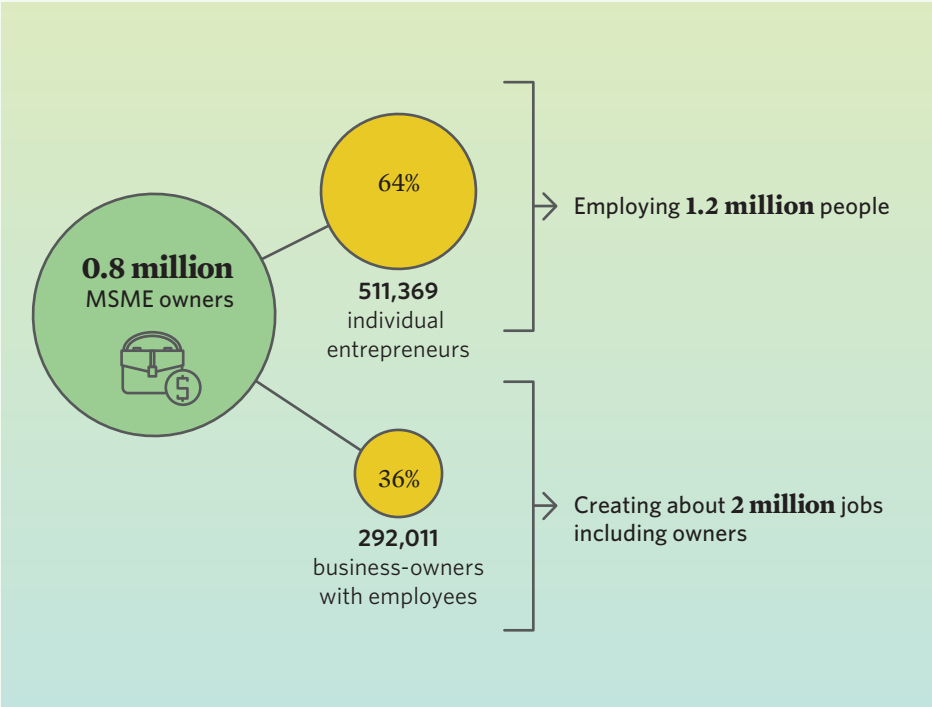 0.8 million
MSME owners
$
64%
511,369
individual
entrepreneurs
Employing 1.2 million people
36%
292,011
business-owners
with employees
Creating about 2 million jobs
including owners